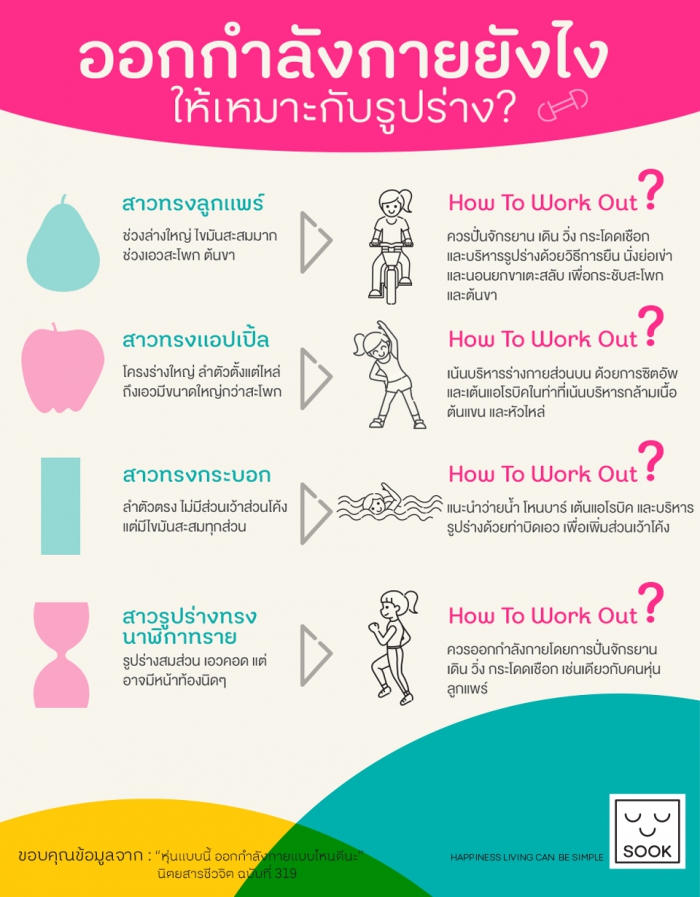 ออกกำลังกายยังไง
ให้เหมาะกับรูปร่าง?
สาวทรงลูกแพร์
ช่วงล่างใหญ่ ไขมันสะสมมาก
ช่วงเอวสะโพก ต้นขา
How To Work Out?
ควรปั่นจักรยาน เดิน วิ่ง กระโดดเชือก
และบริหารรูปร่างด้วยวิธีการยืน นั่งย่อเข่า
และนอนยกขาเตะสลับ เพื่อกระชับสะโพก
และต้นขา
สาวทรงแอปเปิ้ล
โครงร่างใหญ่ ลำตัวตั้งแต่ไหล่
ถึงเอวมีขนาดใหญ่กว่าสะโพก
How To Work Out?
เน้นบริหารร่างกายส่วนบน ด้วยการซิตอัพ
และเต้นแอโรบิคในท่าที่เน้นบริหารกล้ามเนื้อ
ต้นแขน และหัวไหล่
สาวทรงกระบอก
ลำตัวตรง ไม่มีส่วนเว้าส่วนโค้ง
แต่มีไขมันสะสมทุกส่วน
How To Work Out?
แนะนำว่ายน้ำ โหนบาร์ เต้นแอโรบิค และบริหาร
รูปร่างด้วยท่าบิดเอว เพื่อเพิ่มส่วนเว้าโค้ง
สาวรูปร่างทรง
นาฬิกาทราย
รูปร่างสมส่วน เอวคอด แต่
อาจมีหน้าท้องนิดๆ
How To Work Out?
ควรออกกำลังกายโดยการปั่นจักรยาน
เดิน วิ่ง กระโดดเชือก เช่นเดียวกับคนหุ่น
ลูกแพร์
ขอบคุณข้อมูลจาก : “หุ่นแบบนี้ ออกกำลังกายแบบไหนดีนะ”
นิตยสารชีวจิต ฉบับที่ 319
HAPPINESS LIVING CAN BE SIMPLE
SOOK